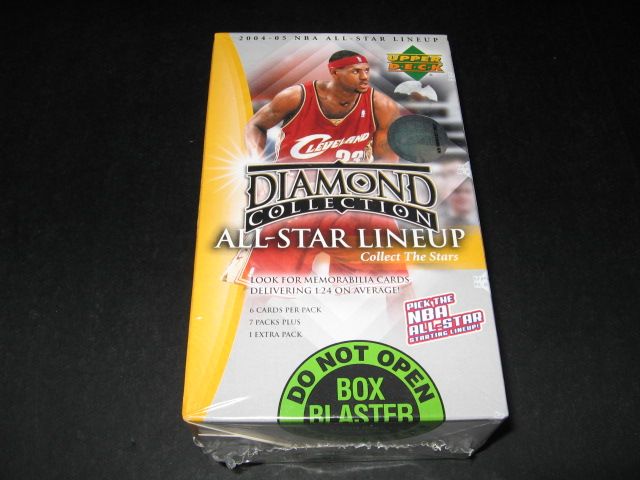 2004-05 NBA ALL-STAR LINEUP
UPPER
DECK
CLEVELAND
23
DIAMOND
COLLECTION
ALL-STAR LINEUP
Collect The Stars
LOOK FOR MEMORABILIA CARDS,
DELIVERING 1:24 ON AVERAGE!
6 CARDS PER PACK
7 PACKS PLUS
1 EXTRA PACK
PICK THE
NBA
ALL-STAR
STARTING LINEUP!
DO NOT OPEN
BOX
BLASTER